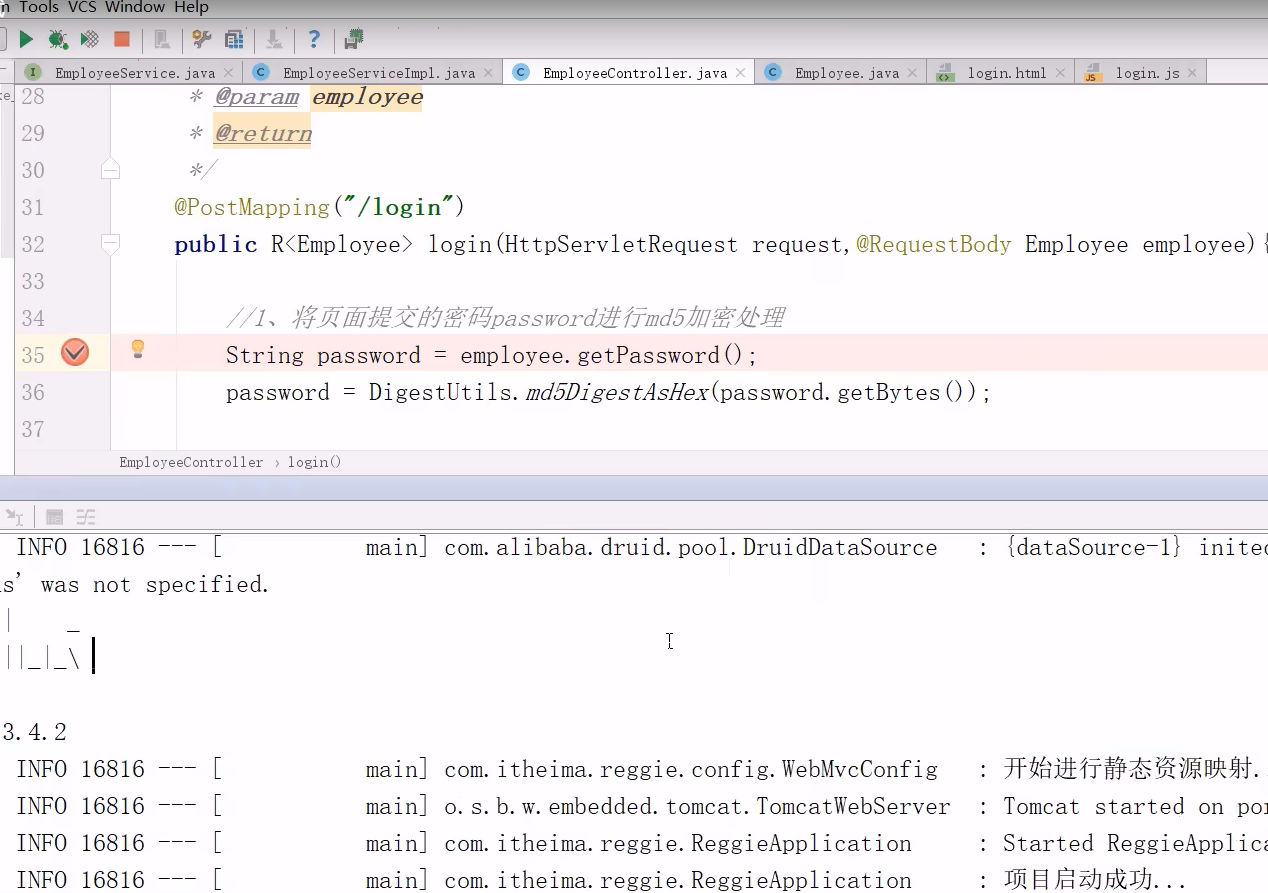 Tools VCS Window Help
EmployeeService.java EmployeeServiceImpl.java EmployeeController.java Employee.java login.html login.js
28 * @param employee
29 * @return
30 */
31 @PostMapping("/login")
32 public R<Employee> login(HttpServletRequest request,@RequestBody Employee employee){
33
34 //1、将页面提交的密码password进行md5加密处理
35 String password = employee.getPassword();
36 password = DigestUtils.md5DigestAsHex(password.getBytes());
37
EmployeeController › login()
INFO 16816 --- [ main] com.alibaba.druid.pool.DruidDataSource : {dataSource-1} inited
s' was not specified.
| _
||_|_\
3.4.2
INFO 16816 --- [ main] com.itheima.reggie.config.WebMvcConfig : 开始进行静态资源映射..
INFO 16816 --- [ main] o.s.b.w.embedded.tomcat.TomcatWebServer : Tomcat started on por
INFO 16816 --- [ main] com.itheima.reggie.ReggieApplication : Started ReggieApplica
INFO 16816 --- [ main] com.itheima.reggie.ReggieApplication : 项目启动成功...